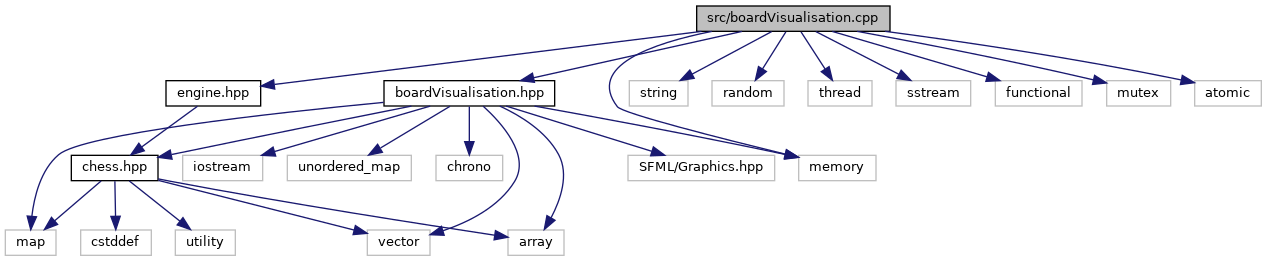 src/boardVisualisation.cpp
engine.hpp
boardVisualisation.hpp
string
random
thread
sstream
functional
mutex
atomic
chess.hpp
iostream
unordered_map
chrono
SFML/Graphics.hpp
memory
map
cstddef
utility
vector
array